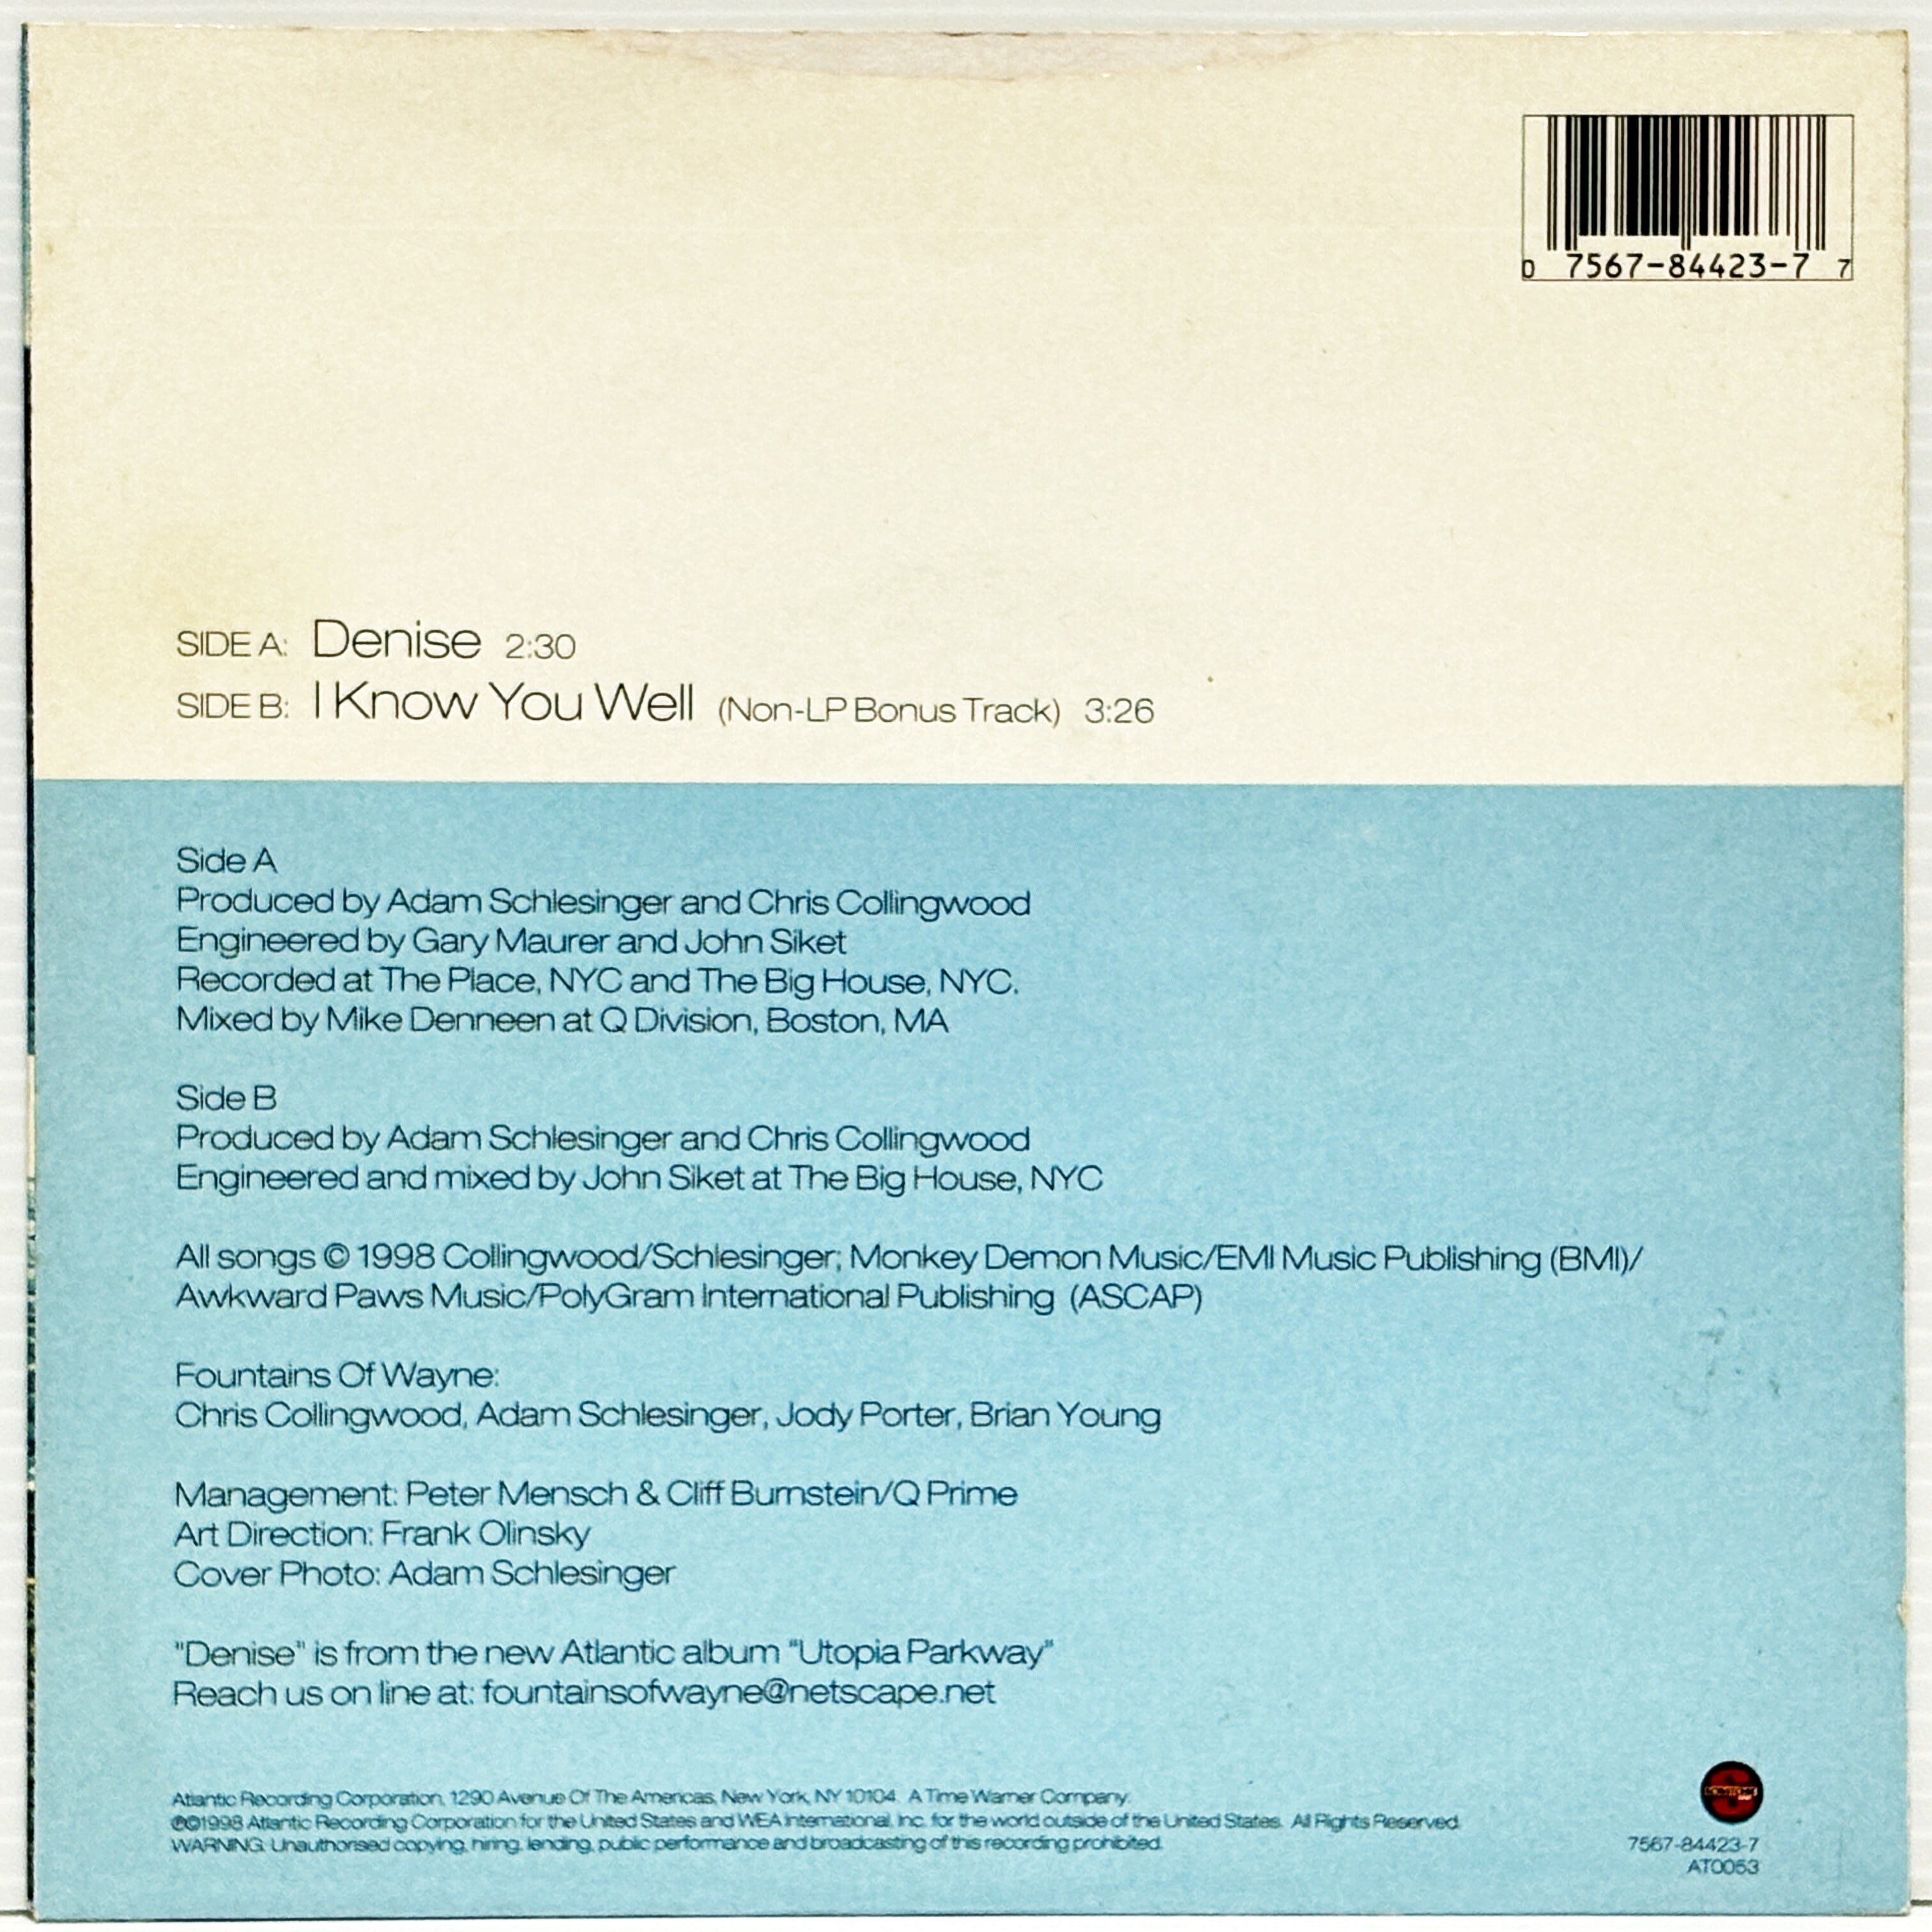 0 7567-84423-7 7
SIDE A: Denise 2:30
SIDE B: I Know You Well (Non-LP Bonus Track) 3:26
Side A
Produced by Adam Schlesinger and Chris Collingwood
Engineered by Gary Maurer and John Siket
Recorded at The Place, NYC and The Big House, NYC.
Mixed by Mike Denneen at Q Division, Boston, MA
Side B
Produced by Adam Schlesinger and Chris Collingwood
Engineered and mixed by John Siket at The Big House, NYC
All songs © 1998 Collingwood/Schlesinger; Monkey Demon Music/EMI Music Publishing (BMI)/
Awkward Paws Music/PolyGram International Publishing (ASCAP)
Fountains Of Wayne:
Chris Collingwood, Adam Schlesinger, Jody Porter, Brian Young
Management: Peter Mensch & Cliff Burnstein/Q Prime
Art Direction: Frank Olinsky
Cover Photo: Adam Schlesinger
"Denise" is from the new Atlantic album "Utopia Parkway"
Reach us on line at: fountainsofwayne@netscape.net
Atlantic Recording Corporation, 1290 Avenue Of The Americas, New York, NY 10104. A Time Warner Company.
℗©1998 Atlantic Recording Corporation for the United States and WEA International, Inc. for the world outside of the United States. All Rights Reserved.
WARNING: Unauthorised copying, hiring, lending, public performance and broadcasting of this recording prohibited.
7567-84423-7
AT0053